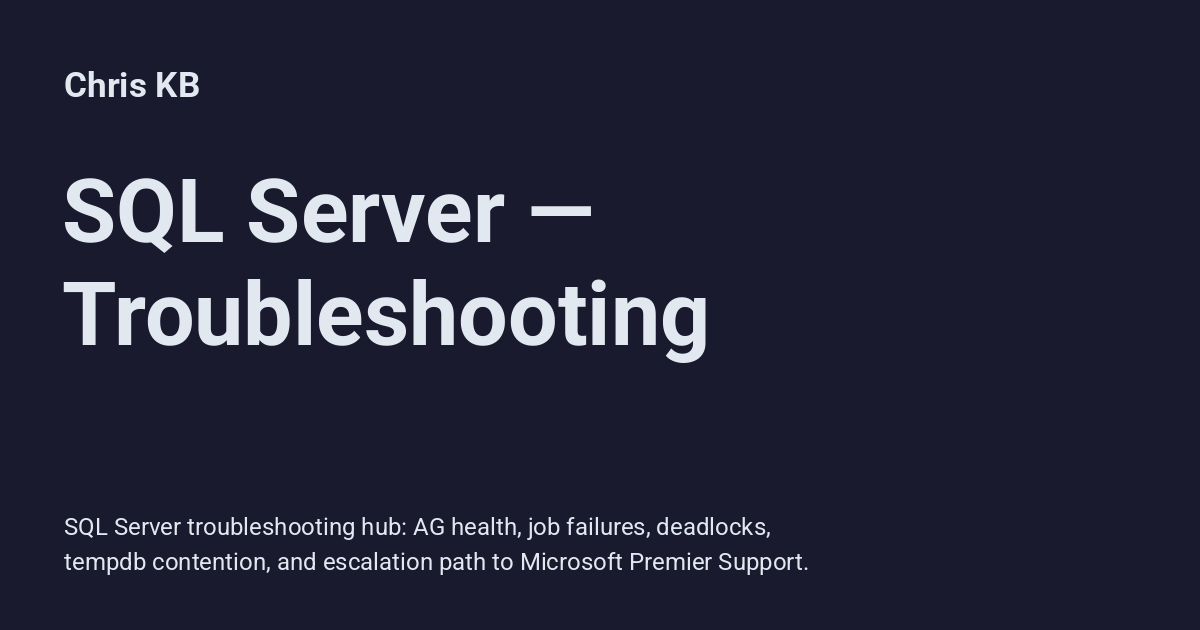 Chris KB
SQL Server —
Troubleshooting
SQL Server troubleshooting hub: AG health, job failures, deadlocks,
tempdb contention, and escalation path to Microsoft Premier Support.